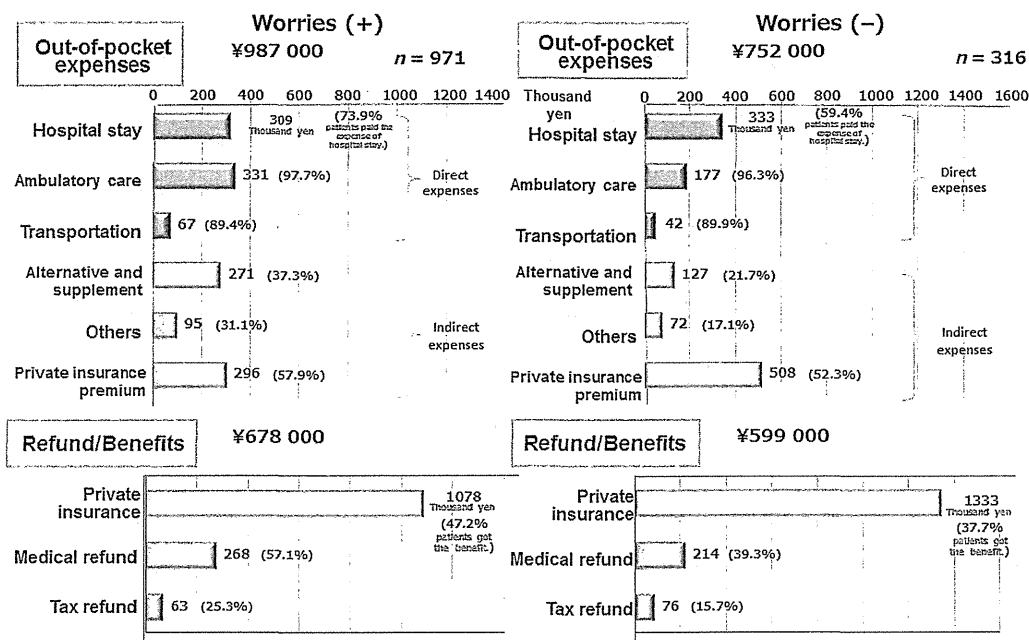 Worries (+)
Out-of-pocket
expenses
¥987 000
n = 971
0 200 400 600 800 1000 1200 1400
Hospital stay
309
Thousand yen
(73.9%
patients paid the
expense of
hospital stay.)
Ambulatory care
331 (97.7%)
Direct
expenses
Transportation
67 (89.4%)
Alternative and
supplement
271 (37.3%)
Others
95 (31.1%)
Indirect
expenses
Private insurance
premium
296 (57.9%)
Refund/Benefits
¥678 000
Private
insurance
1078
Thousand yen
(47.2%
patients got
the benefit.)
Medical refund
268 (57.1%)
Tax refund
63 (25.3%)
Worries (–)
Out-of-pocket
expenses
¥752 000
n = 316
Thousand
yen
0 200 400 600 800 1000 1200 1400 1600
Hospital stay
333
Thousand yen
(59.4%
patients paid the
expense of
hospital stay.)
Ambulatory care
177 (96.3%)
Direct
expenses
Transportation
42 (89.9%)
Alternative and
supplement
127 (21.7%)
Others
72 (17.1%)
Indirect
expenses
Private insurance
premium
508 (52.3%)
Refund/Benefits
¥599 000
Private
insurance
1333
Thousand yen
(37.7%
patients got
the benefit.)
Medical refund
214 (39.3%)
Tax refund
76 (15.7%)